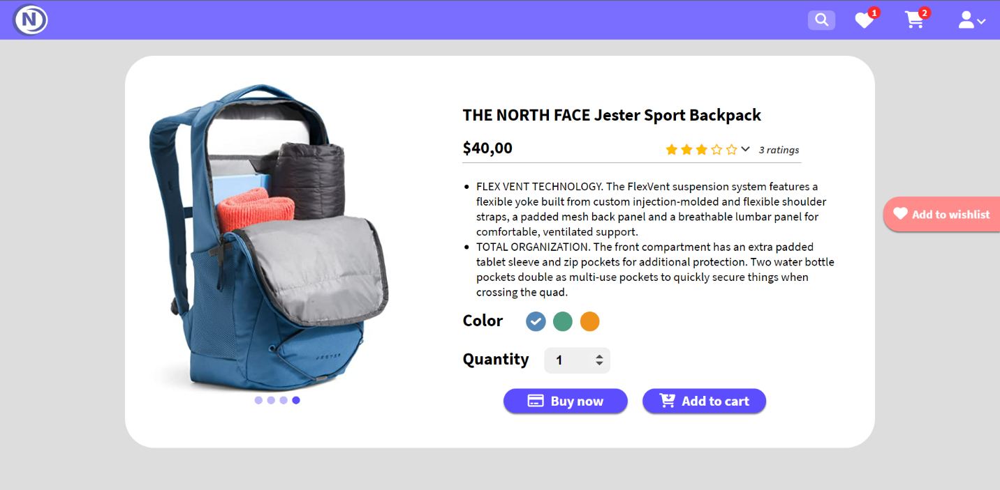 N
1
2
THE NORTH FACE Jester Sport Backpack
$40,00
3 ratings
FLEX VENT TECHNOLOGY. The FlexVent suspension system features a
flexible yoke built from custom injection-molded and flexible shoulder
straps, a padded mesh back panel and a breathable lumbar panel for
comfortable, ventilated support.
TOTAL ORGANIZATION. The front compartment has an extra padded
tablet sleeve and zip pockets for additional protection. Two water bottle
pockets double as multi-use pockets to quickly secure things when
crossing the quad.
Add to wishlist
Color
Quantity
1
JESTER
Buy now
Add to cart